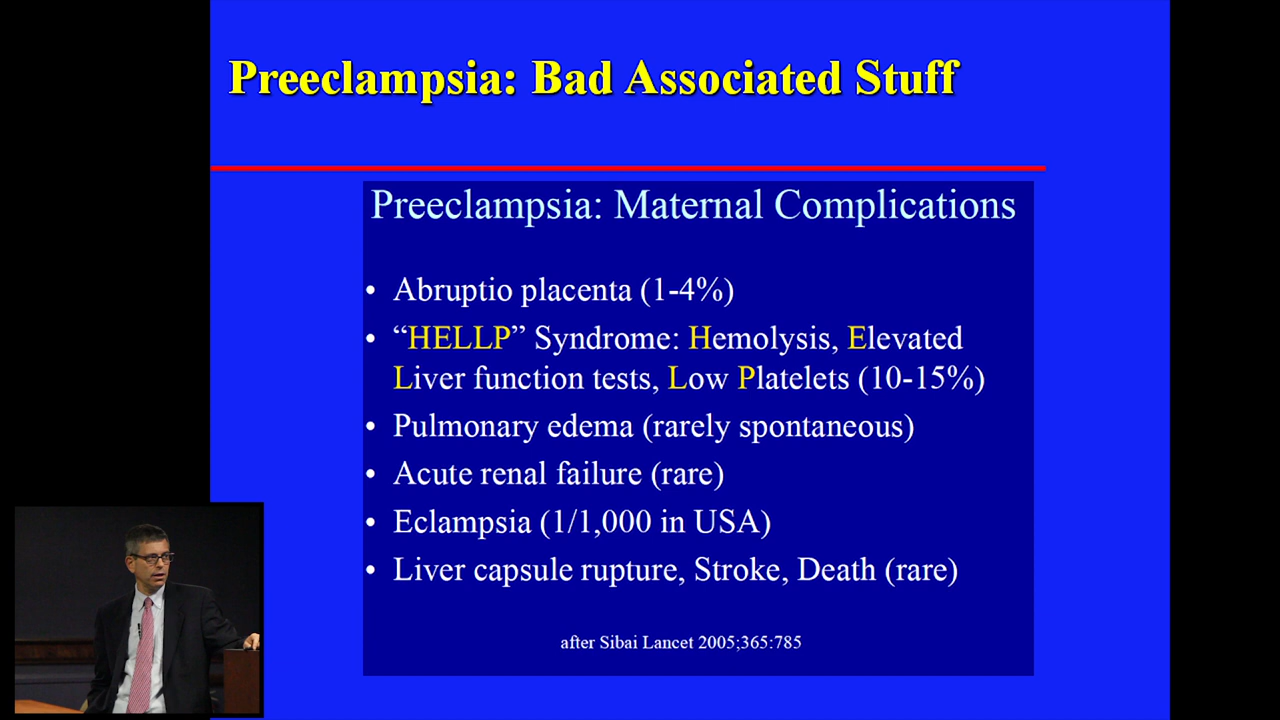 Preeclampsia: Bad Associated Stuff
Preeclampsia: Maternal Complications
• Abruptio placenta (1-4%)
• “HELLP” Syndrome: Hemolysis, Elevated
Liver function tests, Low Platelets (10-15%)
• Pulmonary edema (rarely spontaneous)
• Acute renal failure (rare)
• Eclampsia (1/1,000 in USA)
• Liver capsule rupture, Stroke, Death (rare)
after Sibai Lancet 2005;365:785